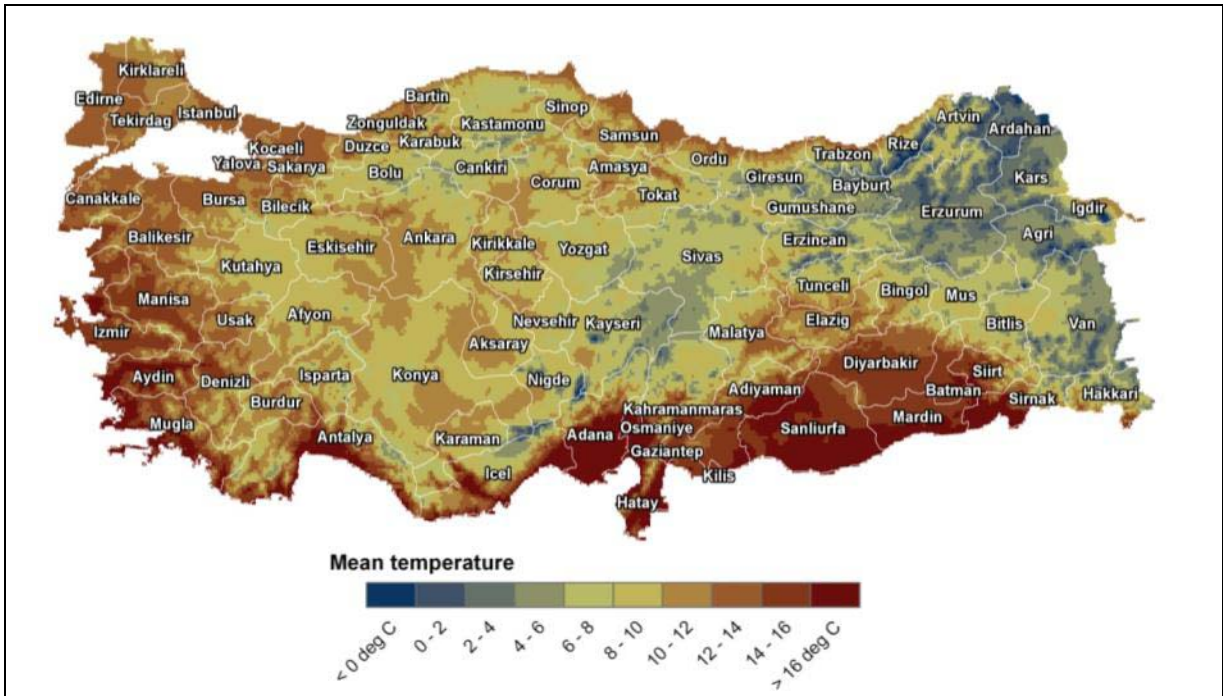 Kirklareli
Edirne
Istanbul
Tekirdag
Bartin
Zonguldak
Kastamonu
Sinop
Samsun
Artvin
Ardahan
Kocaeli
Yalova
Sakarya
Duzce
Karabuk
Bolu
Cankiri
Amasya
Corum
Ordu
Trabzon
Rize
Giresun
Bayburt
Kars
Canakkale
Bursa
Bilecik
Tokat
Gumushane
Erzurum
Igdir
Balikesir
Eskisehir
Ankara
Kirikkale
Yozgat
Sivas
Erzincan
Agri
Kutahya
Kirsehir
Manisa
Usak
Afyon
Nevsehir
Kayseri
Tunceli
Bingol
Mus
Elazig
Bitlis
Van
Izmir
Aksaray
Malatya
Diyarbakir
Aydin
Denizli
Isparta
Konya
Nigde
Adiyaman
Siirt
Batman
Sirnak
Hakkari
Burdur
Kahramanmaras
Mardin
Mugla
Antalya
Karaman
Adana
Osmaniye
Sanliurfa
Gaziantep
Icel
Kilis
Hatay
Mean temperature
< 0 deg C
0 - 2
2 - 4
4 - 6
6 - 8
8 - 10
10 - 12
12 - 14
14 - 16
> 16 deg C